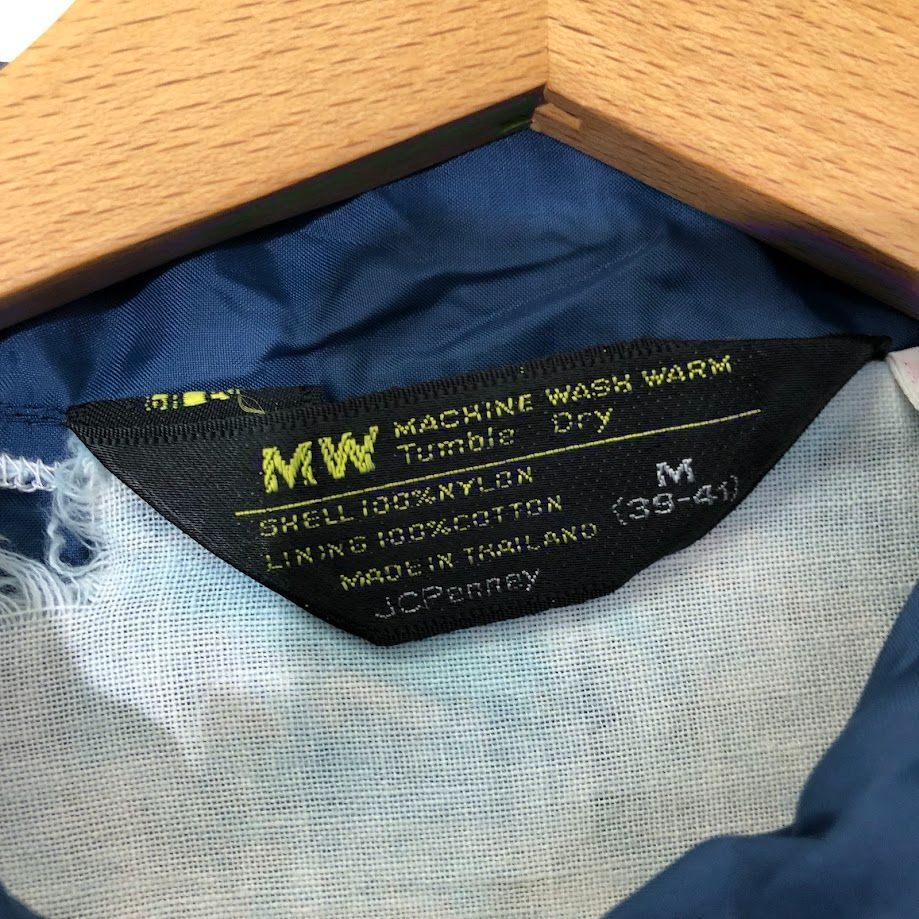 MW MACHINE WASH WARM
Tumble Dry
SHELL 100% NYLON
LINING 100% COTTON
MADE IN THAILAND
JCPenney
M
(39-41)